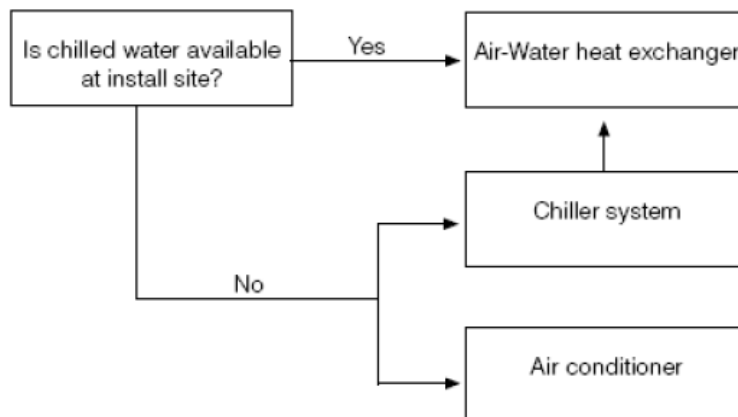 Is chilled water available
at install site?
Yes
Air-Water heat exchanger
Chiller system
No
Air conditioner